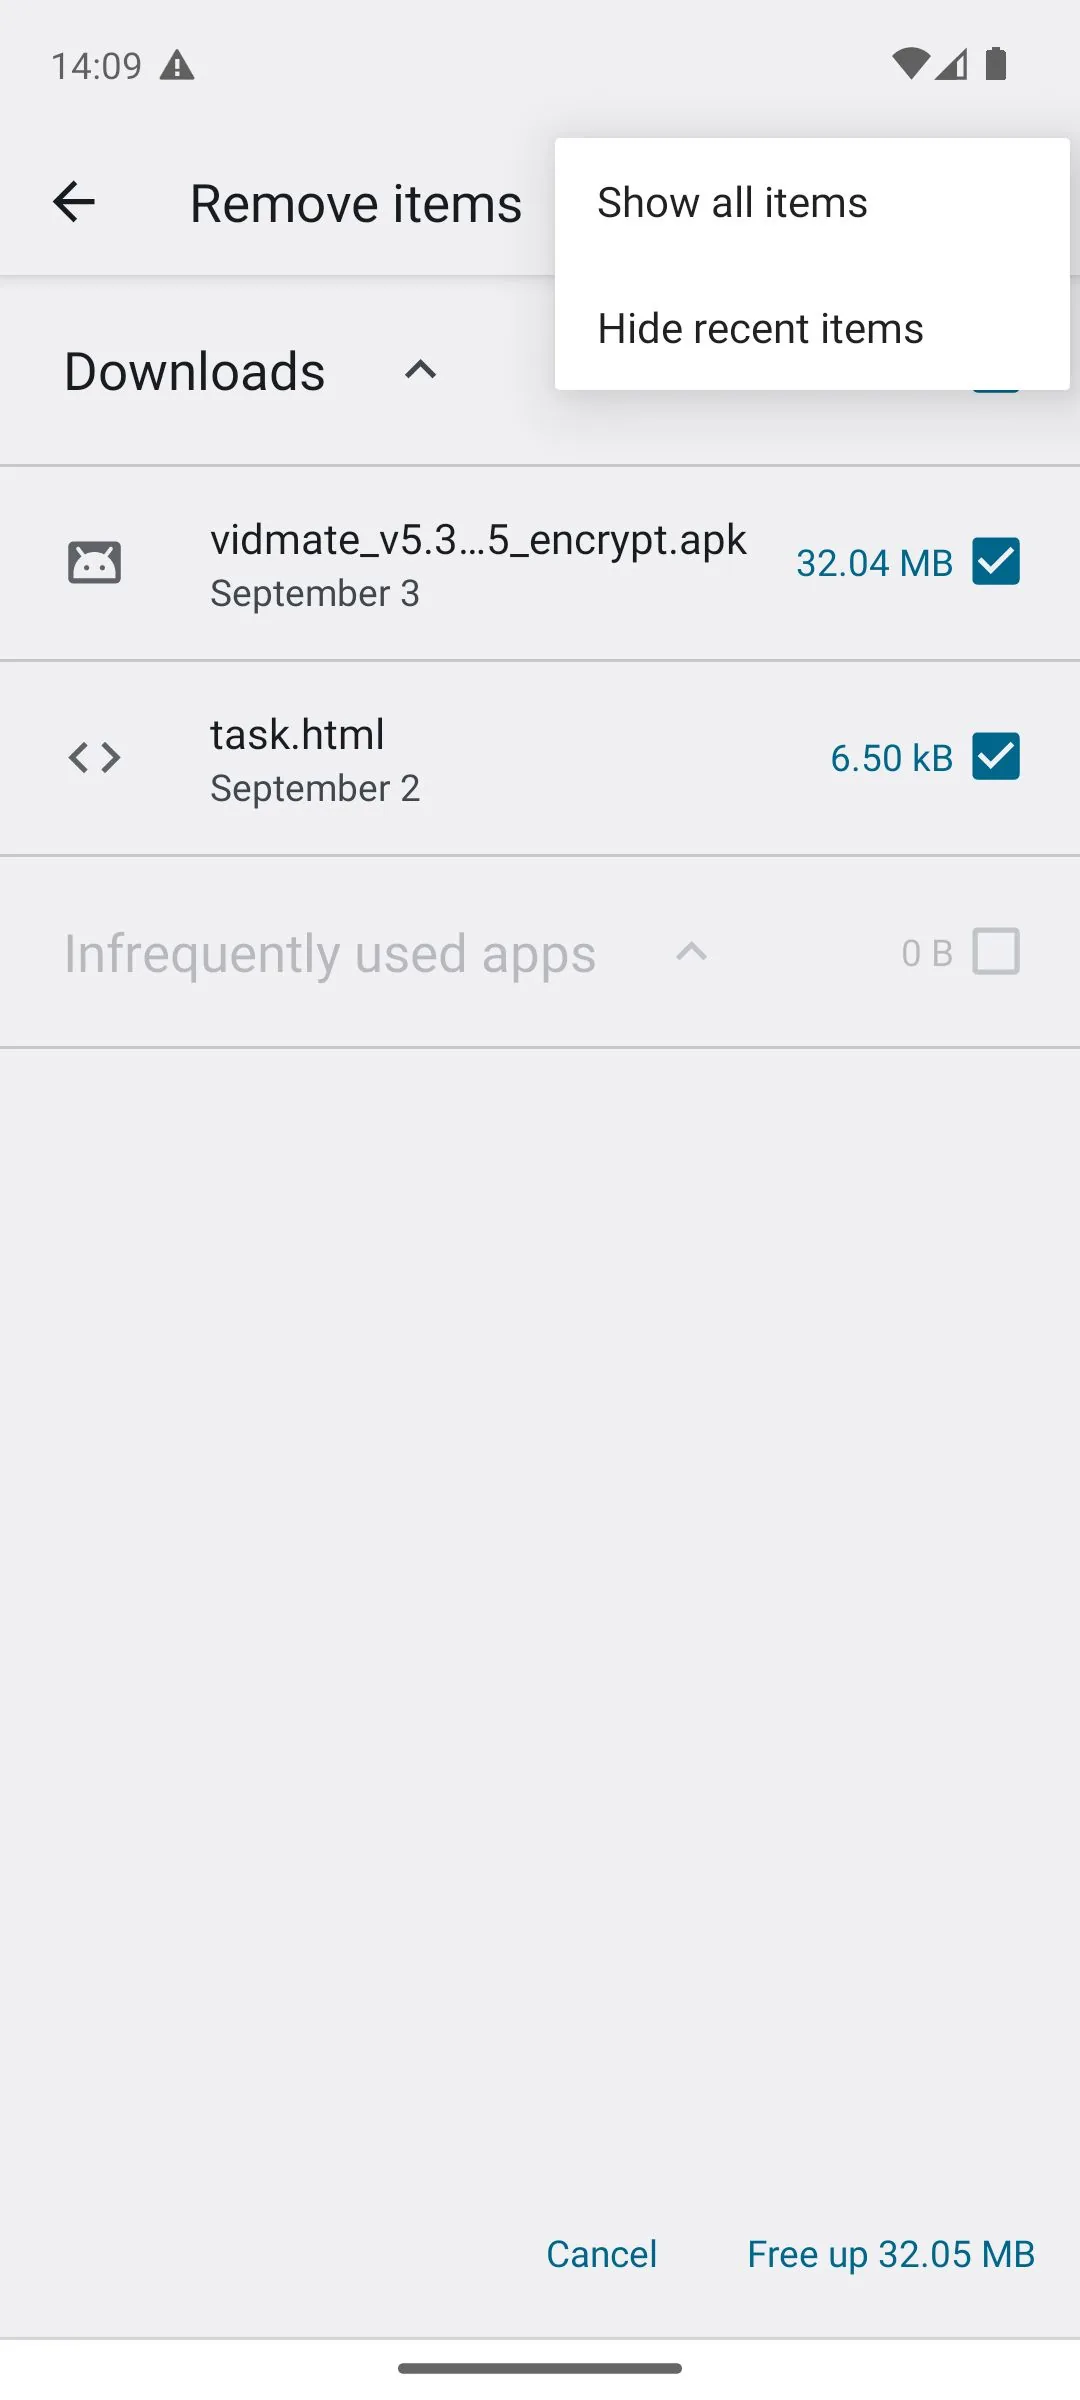 14:09
Remove items
Show all items
Hide recent items
Downloads
vidmate_v5.3...5_encrypt.apk
September 3
32.04 MB
task.html
September 2
6.50 kB
Infrequently used apps
0 B
Cancel
Free up 32.05 MB